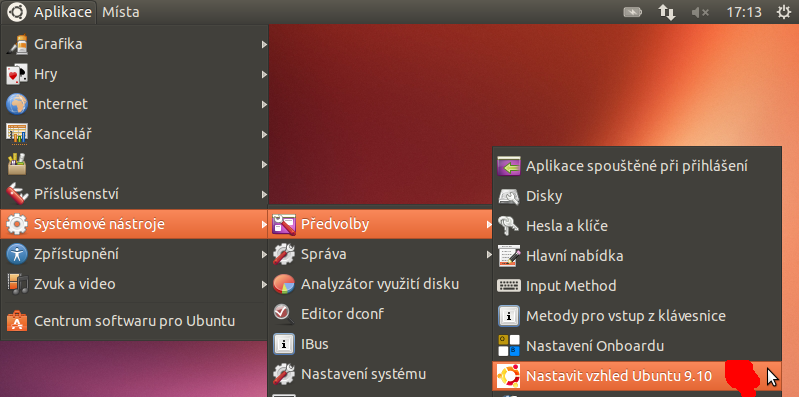 Aplikace Místa 17:13
Grafika
Hry
Internet
Kancelář
Ostatní
Příslušenství
Systémové nástroje
Zpřístupnění
Zvuk a video
Centrum softwaru pro Ubuntu
Předvolby
Správa
Analyzátor využití disku
Editor dconf
IBus
Nastavení systému
Aplikace spouštěné při přihlášení
Disky
Hesla a klíče
Hlavní nabídka
Input Method
Metody pro vstup z klávesnice
Nastavení Onboardu
Nastavit vzhled Ubuntu 9.10